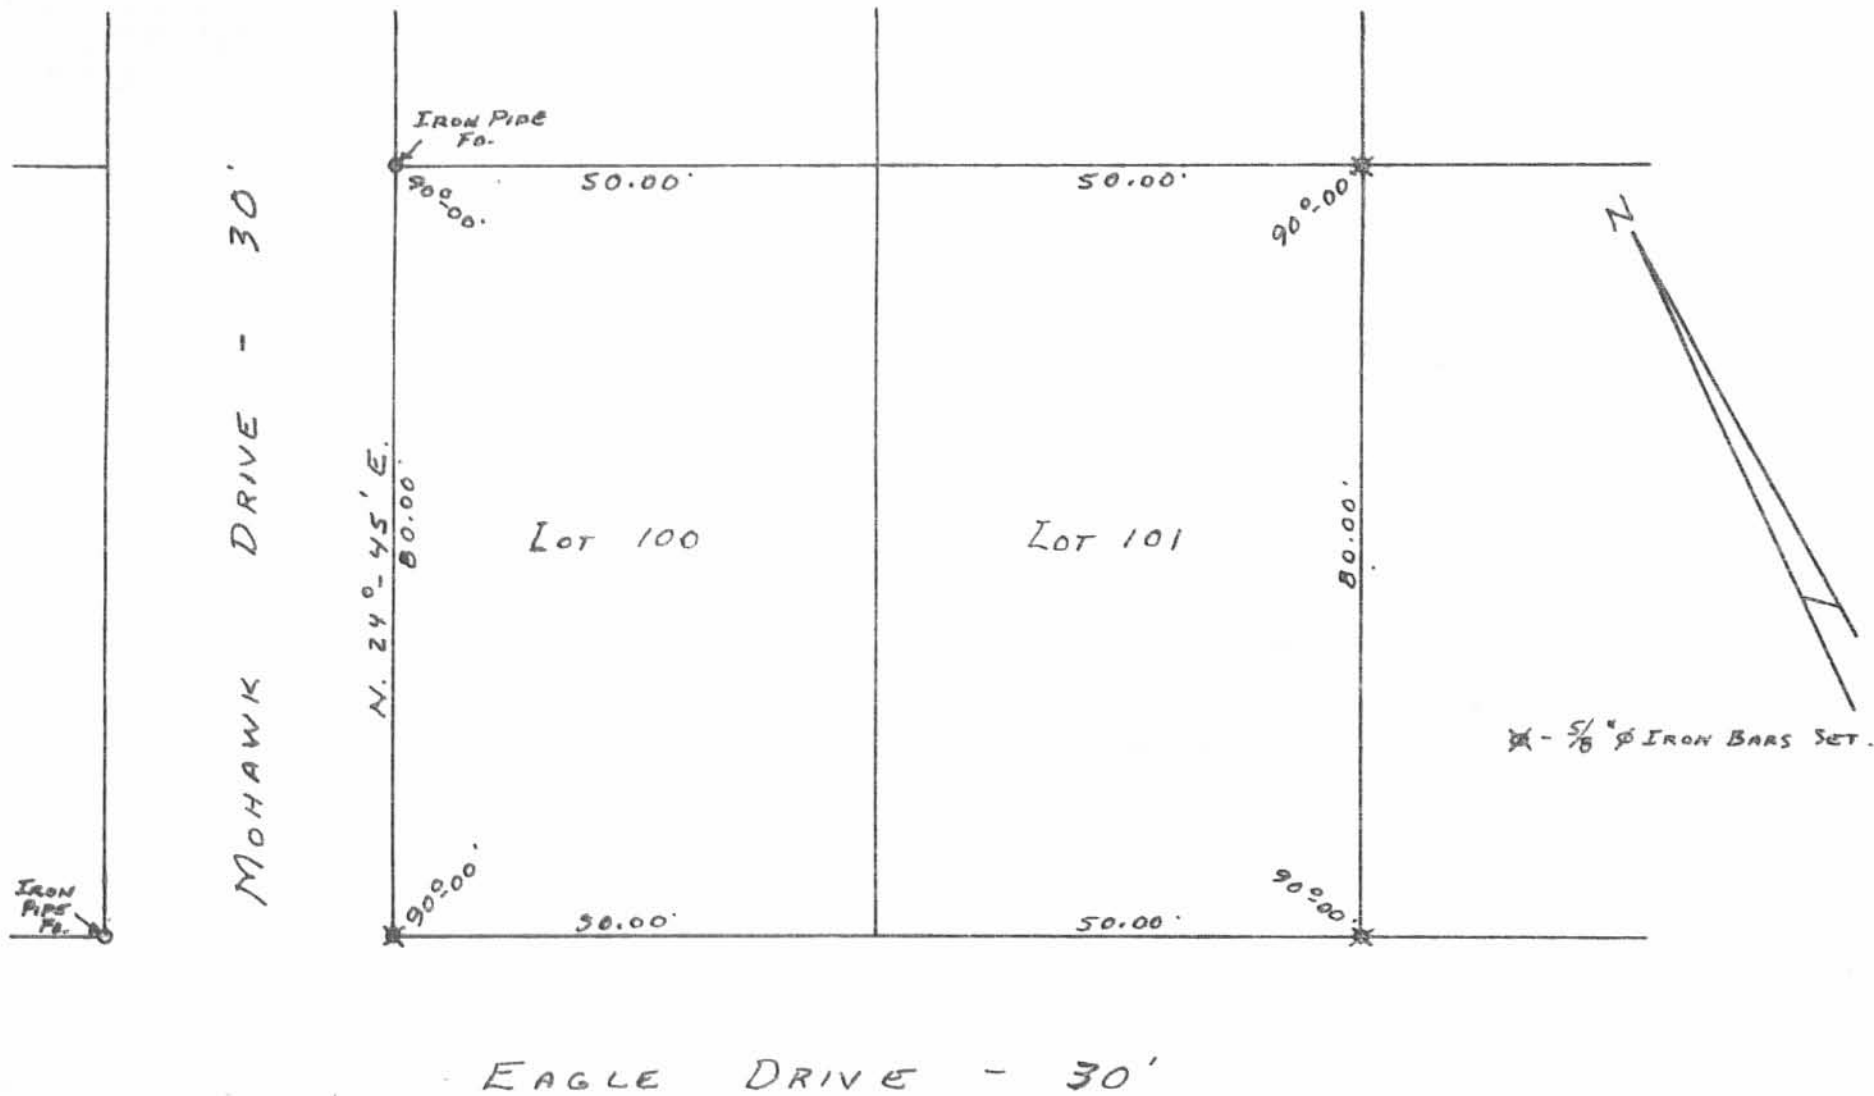 IRON PIPE
FD.
90°-00'
50.00'
50.00'
90°-00'
N
MOHAWK DRIVE - 30'
N. 24°-45' E.
80.00'
LOT 100
LOT 101
80.00'
⌀ - 5/8"⌀ IRON BARS SET.
IRON
PIPE
FD.
90°-00'
50.00'
50.00'
90°-00'
EAGLE DRIVE - 30'